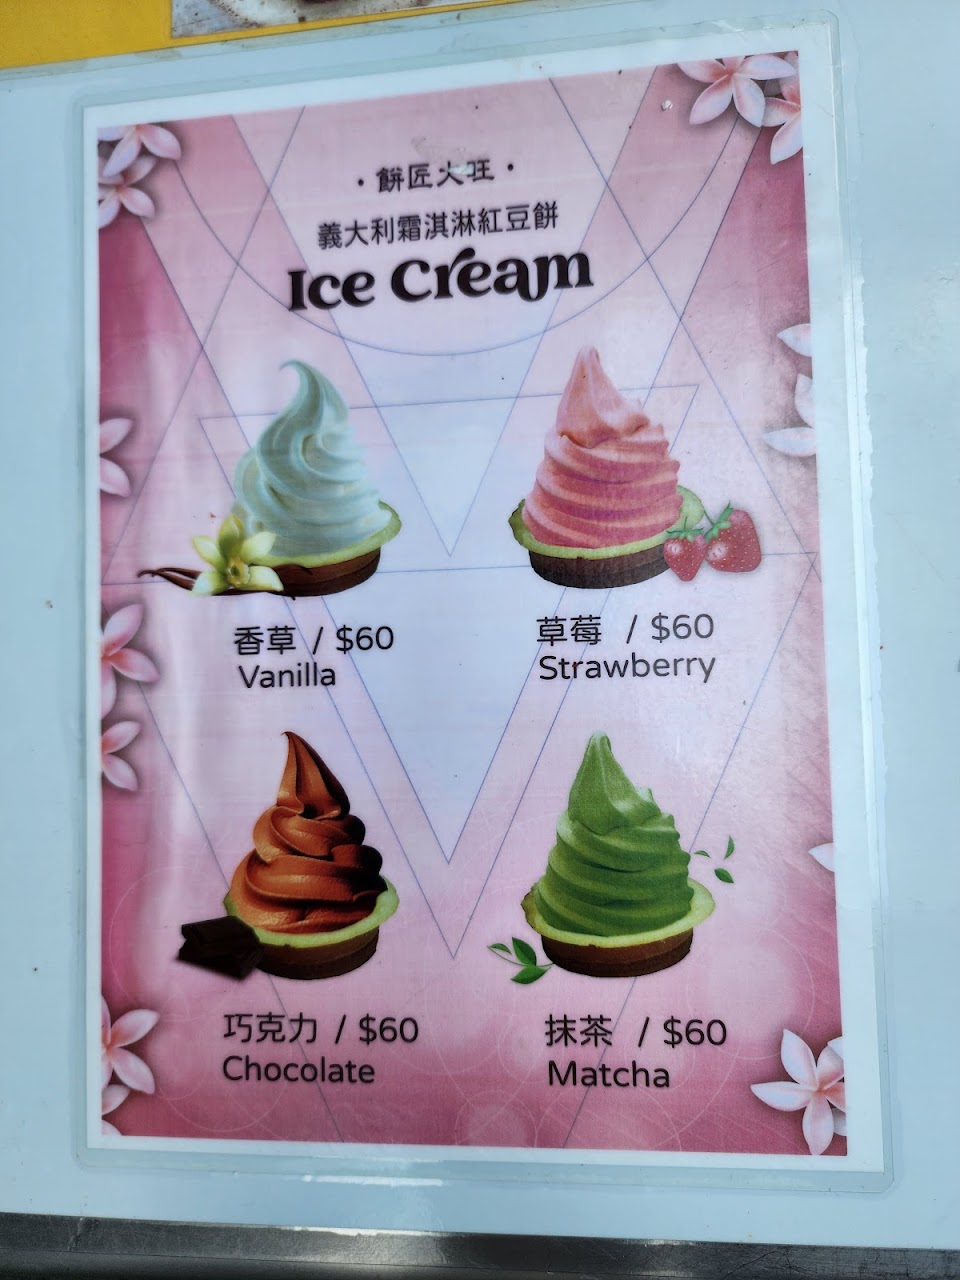 ・餅匠大旺・
義大利霜淇淋紅豆餅
Ice Cream
香草 / $60
Vanilla
草莓 / $60
Strawberry
巧克力 / $60
Chocolate
抹茶 / $60
Matcha